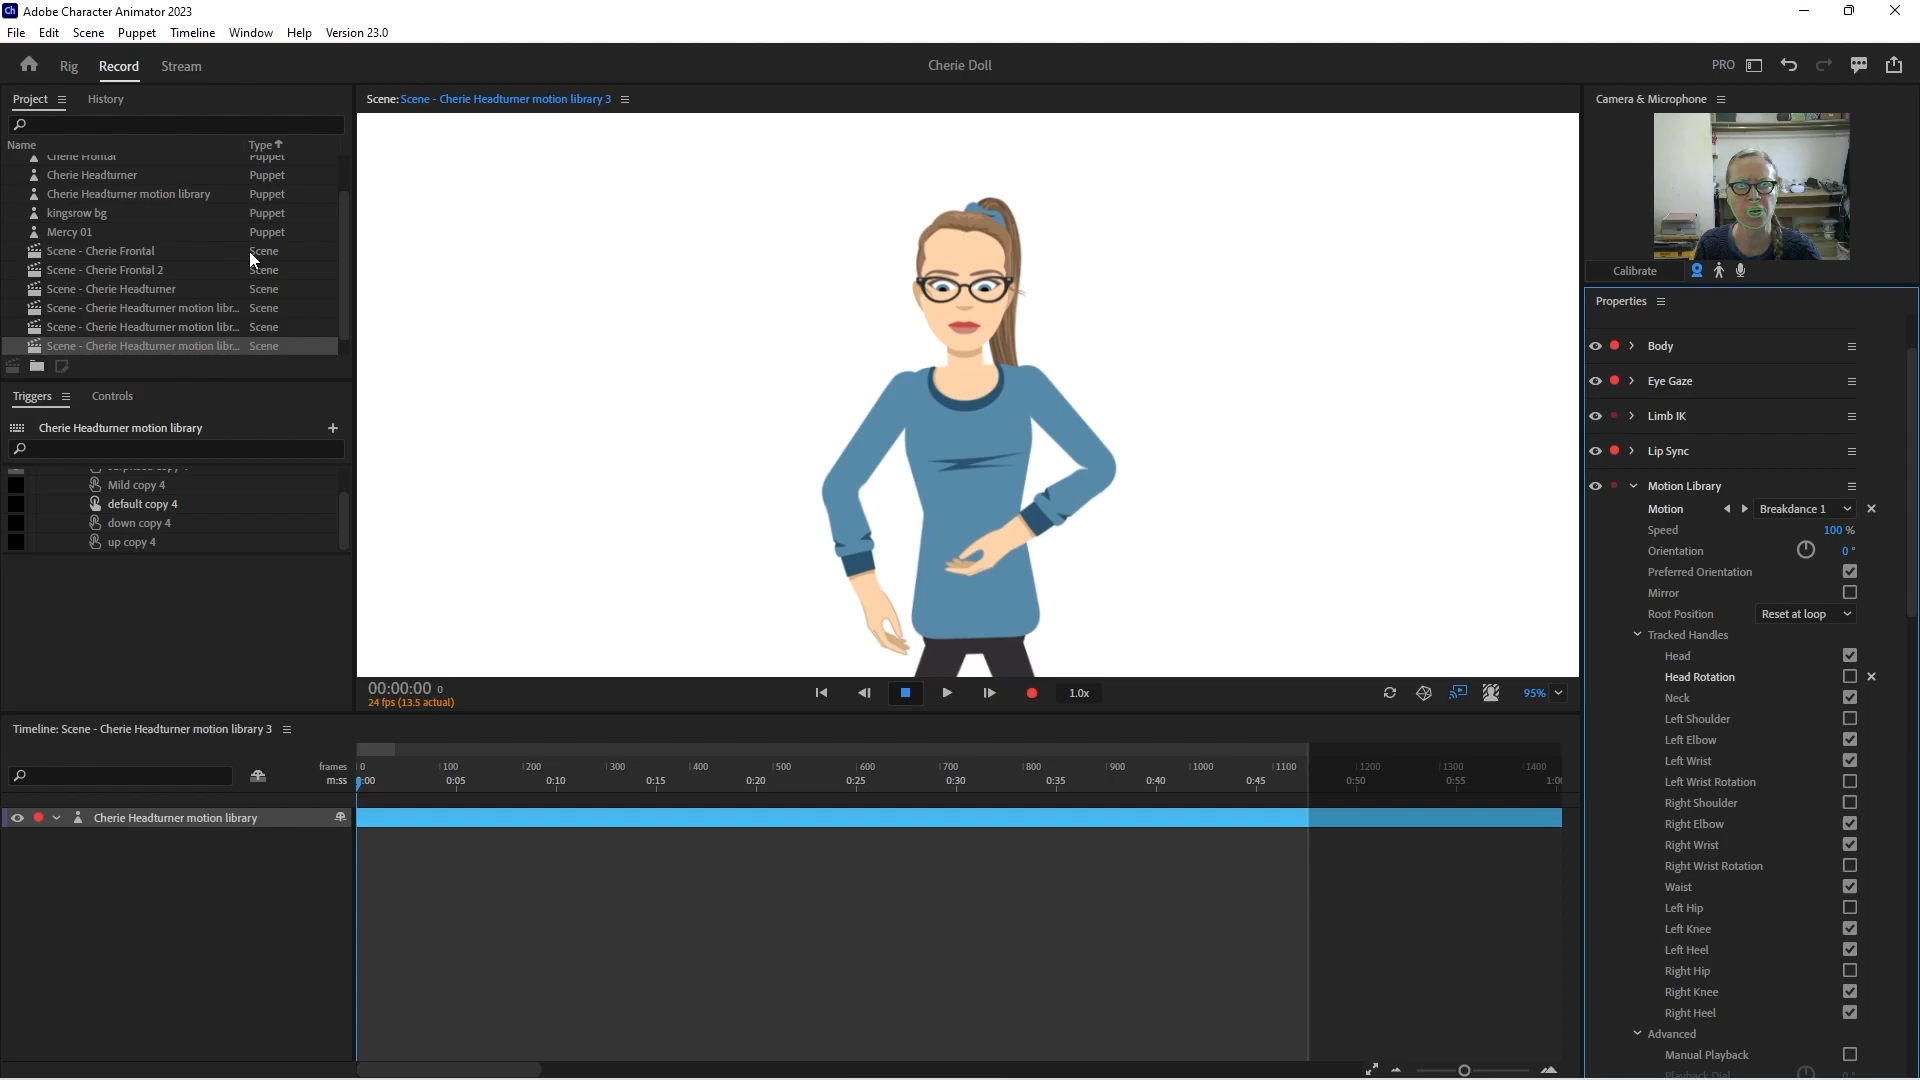 Ch Adobe Character Animator 2023
File Edit Scene Puppet Timeline Window Help Version 23.0
Rig Record Stream
Cherie Doll
PRO
Project History
Name Type
Cherie Frontal Puppet
Cherie Headturner Puppet
Cherie Headturner motion library Puppet
kingsrow bg Puppet
Mercy 01 Puppet
Scene - Cherie Frontal Scene
Scene - Cherie Frontal 2 Scene
Scene - Cherie Headturner Scene
Scene - Cherie Headturner motion libr... Scene
Scene - Cherie Headturner motion libr... Scene
Scene - Cherie Headturner motion libr... Scene
Triggers Controls
Cherie Headturner motion library
Mild copy 4
default copy 4
down copy 4
up copy 4
Scene: Scene - Cherie Headturner motion library 3
00:00:00 0
24 fps (13.5 actual)
1.0x
95%
Camera & Microphone
Calibrate
Properties
Body
Eye Gaze
Limb IK
Lip Sync
Motion Library
Motion Breakdance 1
Speed 100 %
Orientation 0 °
Preferred Orientation
Mirror
Root Position Reset at loop
Tracked Handles
Head
Head Rotation
Neck
Left Shoulder
Left Elbow
Left Wrist
Left Wrist Rotation
Right Shoulder
Right Elbow
Right Wrist
Right Wrist Rotation
Waist
Left Hip
Left Knee
Left Heel
Right Hip
Right Knee
Right Heel
Advanced
Manual Playback
Playback Dial 0 °
Timeline: Scene - Cherie Headturner motion library 3
frames 0 100 200 300 400 500 600 700 800 900 1000 1100 1200 1300 1400
m:ss 0:00 0:05 0:10 0:15 0:20 0:25 0:30 0:35 0:40 0:45 0:50 0:55
Cherie Headturner motion library